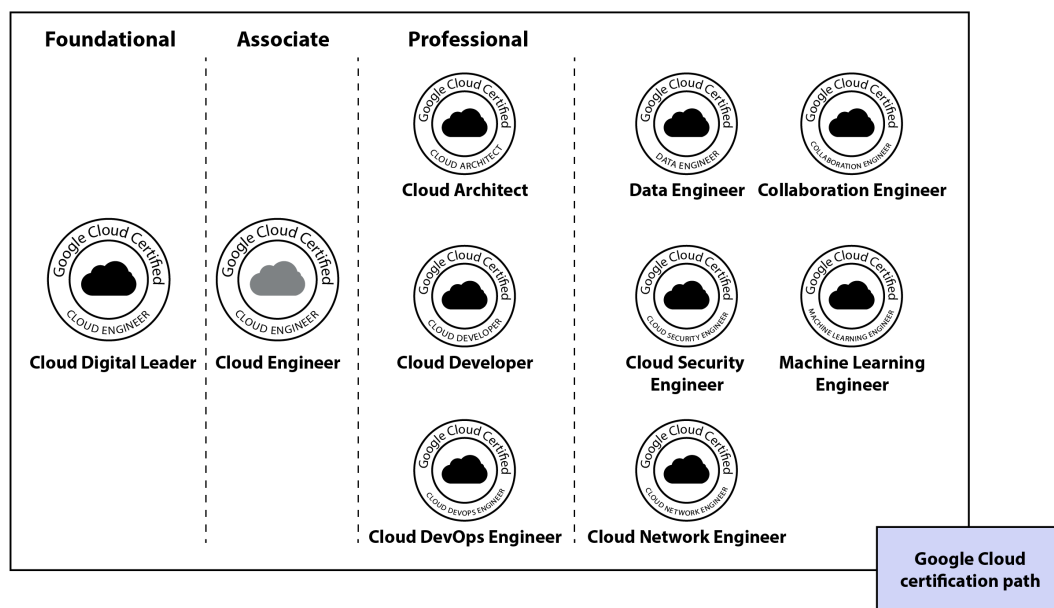 Foundational
Associate
Professional
Google Cloud Certified
CLOUD ARCHITECT
Cloud Architect
Google Cloud Certified
DATA ENGINEER
Data Engineer
Google Cloud Certified
COLLABORATION ENGINEER
Collaboration Engineer
Google Cloud Certified
CLOUD ENGINEER
Cloud Digital Leader
Google Cloud Certified
CLOUD ENGINEER
Cloud Engineer
Google Cloud Certified
CLOUD DEVELOPER
Cloud Developer
Google Cloud Certified
CLOUD SECURITY ENGINEER
Cloud Security
Engineer
Google Cloud Certified
MACHINE LEARNING ENGINEER
Machine Learning
Engineer
Google Cloud Certified
CLOUD DEVOPS ENGINEER
Cloud DevOps Engineer
Google Cloud Certified
CLOUD NETWORK ENGINEER
Cloud Network Engineer
Google Cloud
certification path